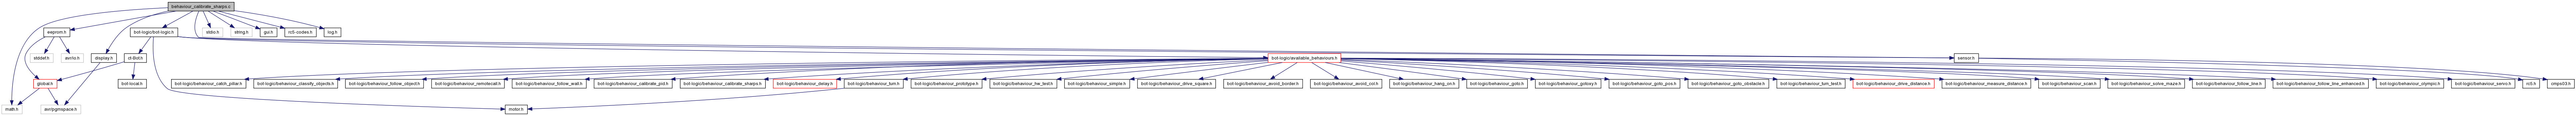 behaviour_calibrate_sharps.c
eeprom.h
bot-logic/bot-logic.h
stdio.h
string.h
gui.h
rc5-codes.h
log.h
stddef.h
avr/io.h
display.h
ct-Bot.h
bot-logic/available_behaviours.h
sensor.h
global.h
bot-local.h
bot-logic/behaviour_catch_pillar.h
bot-logic/behaviour_classify_objects.h
bot-logic/behaviour_follow_object.h
bot-logic/behaviour_remotecall.h
bot-logic/behaviour_follow_wall.h
bot-logic/behaviour_calibrate_pid.h
bot-logic/behaviour_calibrate_sharps.h
bot-logic/behaviour_delay.h
bot-logic/behaviour_turn.h
bot-logic/behaviour_prototype.h
bot-logic/behaviour_hw_test.h
bot-logic/behaviour_simple.h
bot-logic/behaviour_drive_square.h
bot-logic/behaviour_avoid_border.h
bot-logic/behaviour_avoid_col.h
bot-logic/behaviour_hang_on.h
bot-logic/behaviour_goto.h
bot-logic/behaviour_gotoxy.h
bot-logic/behaviour_goto_pos.h
bot-logic/behaviour_goto_obstacle.h
bot-logic/behaviour_turn_test.h
bot-logic/behaviour_drive_distance.h
bot-logic/behaviour_measure_distance.h
bot-logic/behaviour_scan.h
bot-logic/behaviour_solve_maze.h
bot-logic/behaviour_follow_line.h
bot-logic/behaviour_follow_line_enhanced.h
bot-logic/behaviour_olympic.h
bot-logic/behaviour_servo.h
rc5.h
cmps03.h
math.h
avr/pgmspace.h
motor.h